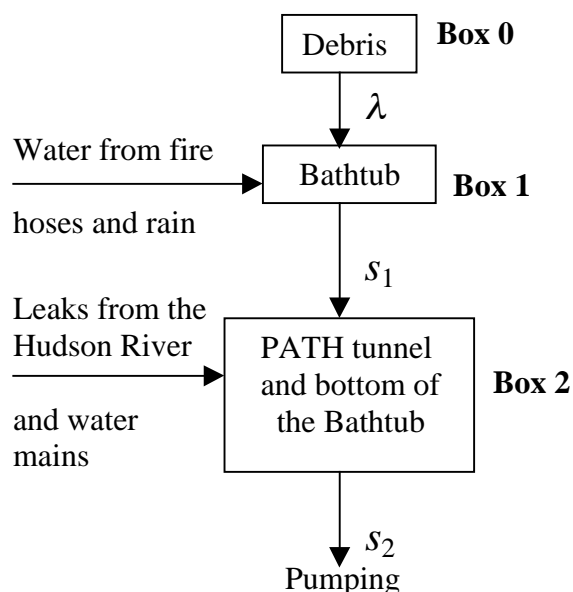 Debris
Box 0
λ
Water from fire
hoses and rain
Bathtub
Box 1
s1
Leaks from the
Hudson River
and water
mains
PATH tunnel
and bottom of
the Bathtub
Box 2
s2
Pumping